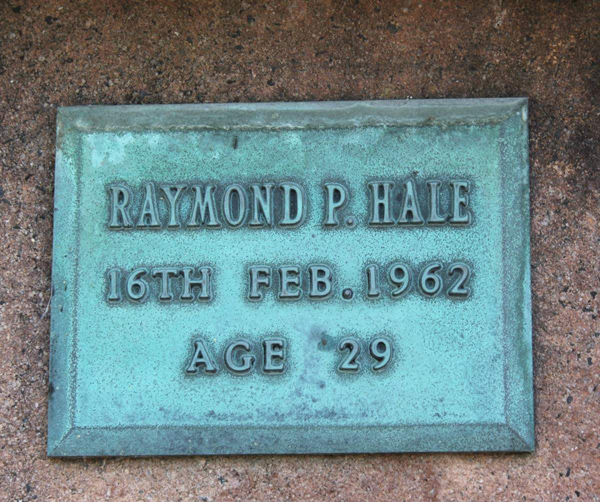 RAYMOND P. HALE
16TH FEB. 1962
AGE 29